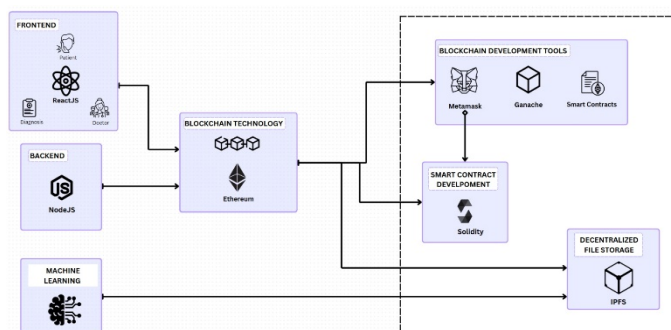 FRONTEND
Patient
ReactJS
Diagnosis
Doctor
BACKEND
NodeJS
MACHINE
LEARNING
BLOCKCHAIN TECHNOLOGY
Ethereum
BLOCKCHAIN DEVELOPMENT TOOLS
Metamask
Ganache
Smart Contracts
SMART CONTRACT
DEVELPOMENT
Solidity
DECENTRALIZED
FILE STORAGE
IPFS